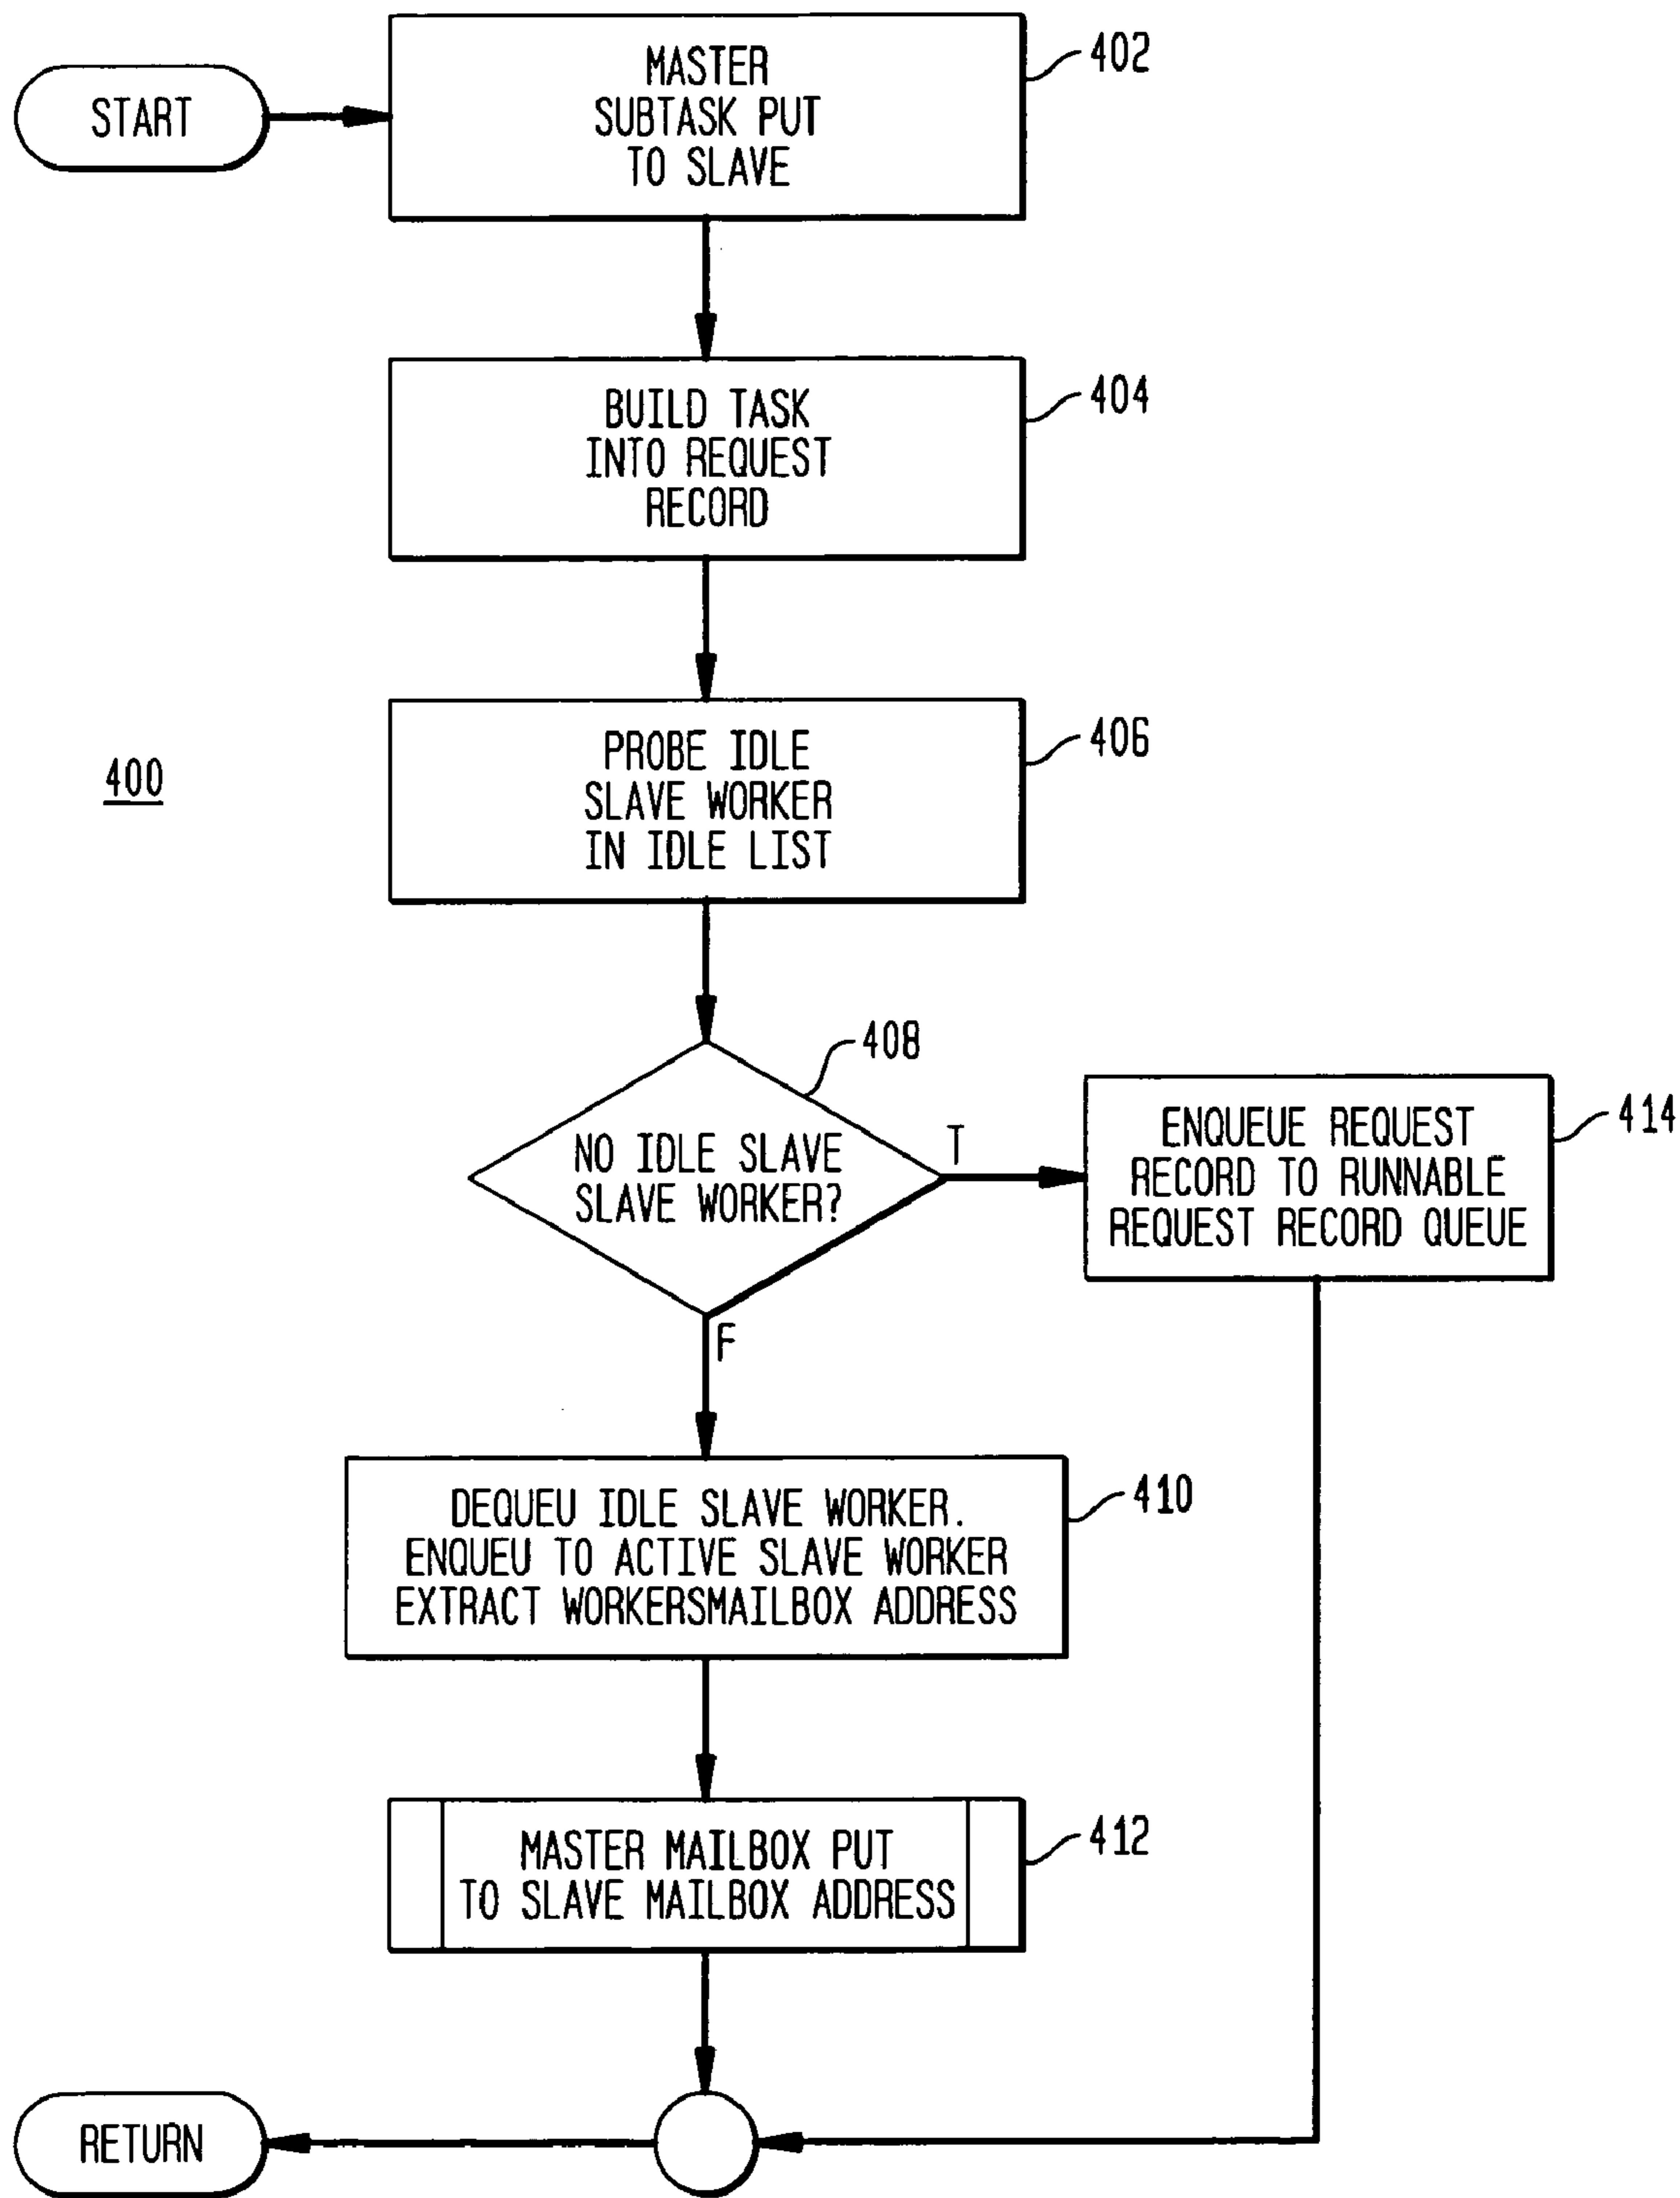 START
MASTER
SUBTASK PUT
TO SLAVE
402
BUILD TASK
INTO REQUEST
RECORD
404
400
PROBE IDLE
SLAVE WORKER
IN IDLE LIST
406
408
NO IDLE SLAVE
SLAVE WORKER?
T
F
ENQUEUE REQUEST
RECORD TO RUNNABLE
REQUEST RECORD QUEUE
414
DEQUEU IDLE SLAVE WORKER.
ENQUEU TO ACTIVE SLAVE WORKER
EXTRACT WORKERSMAILBOX ADDRESS
410
MASTER MAILBOX PUT
TO SLAVE MAILBOX ADDRESS
412
RETURN